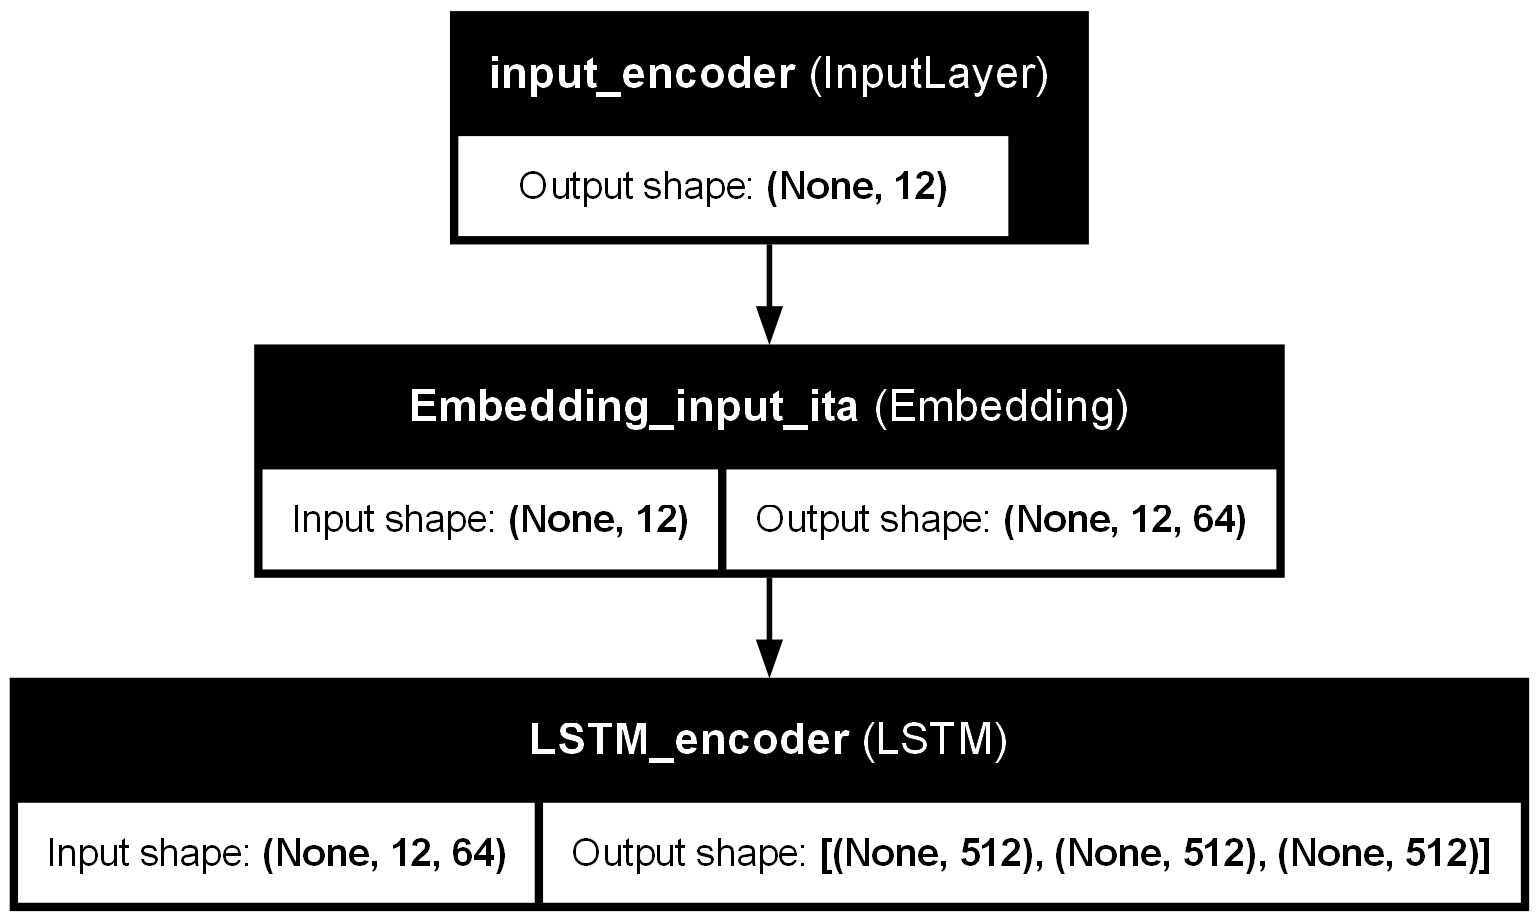 input_encoder (InputLayer)
Output shape: (None, 12)
Embedding_input_ita (Embedding)
Input shape: (None, 12) Output shape: (None, 12, 64)
LSTM_encoder (LSTM)
Input shape: (None, 12, 64) Output shape: [(None, 512), (None, 512), (None, 512)]